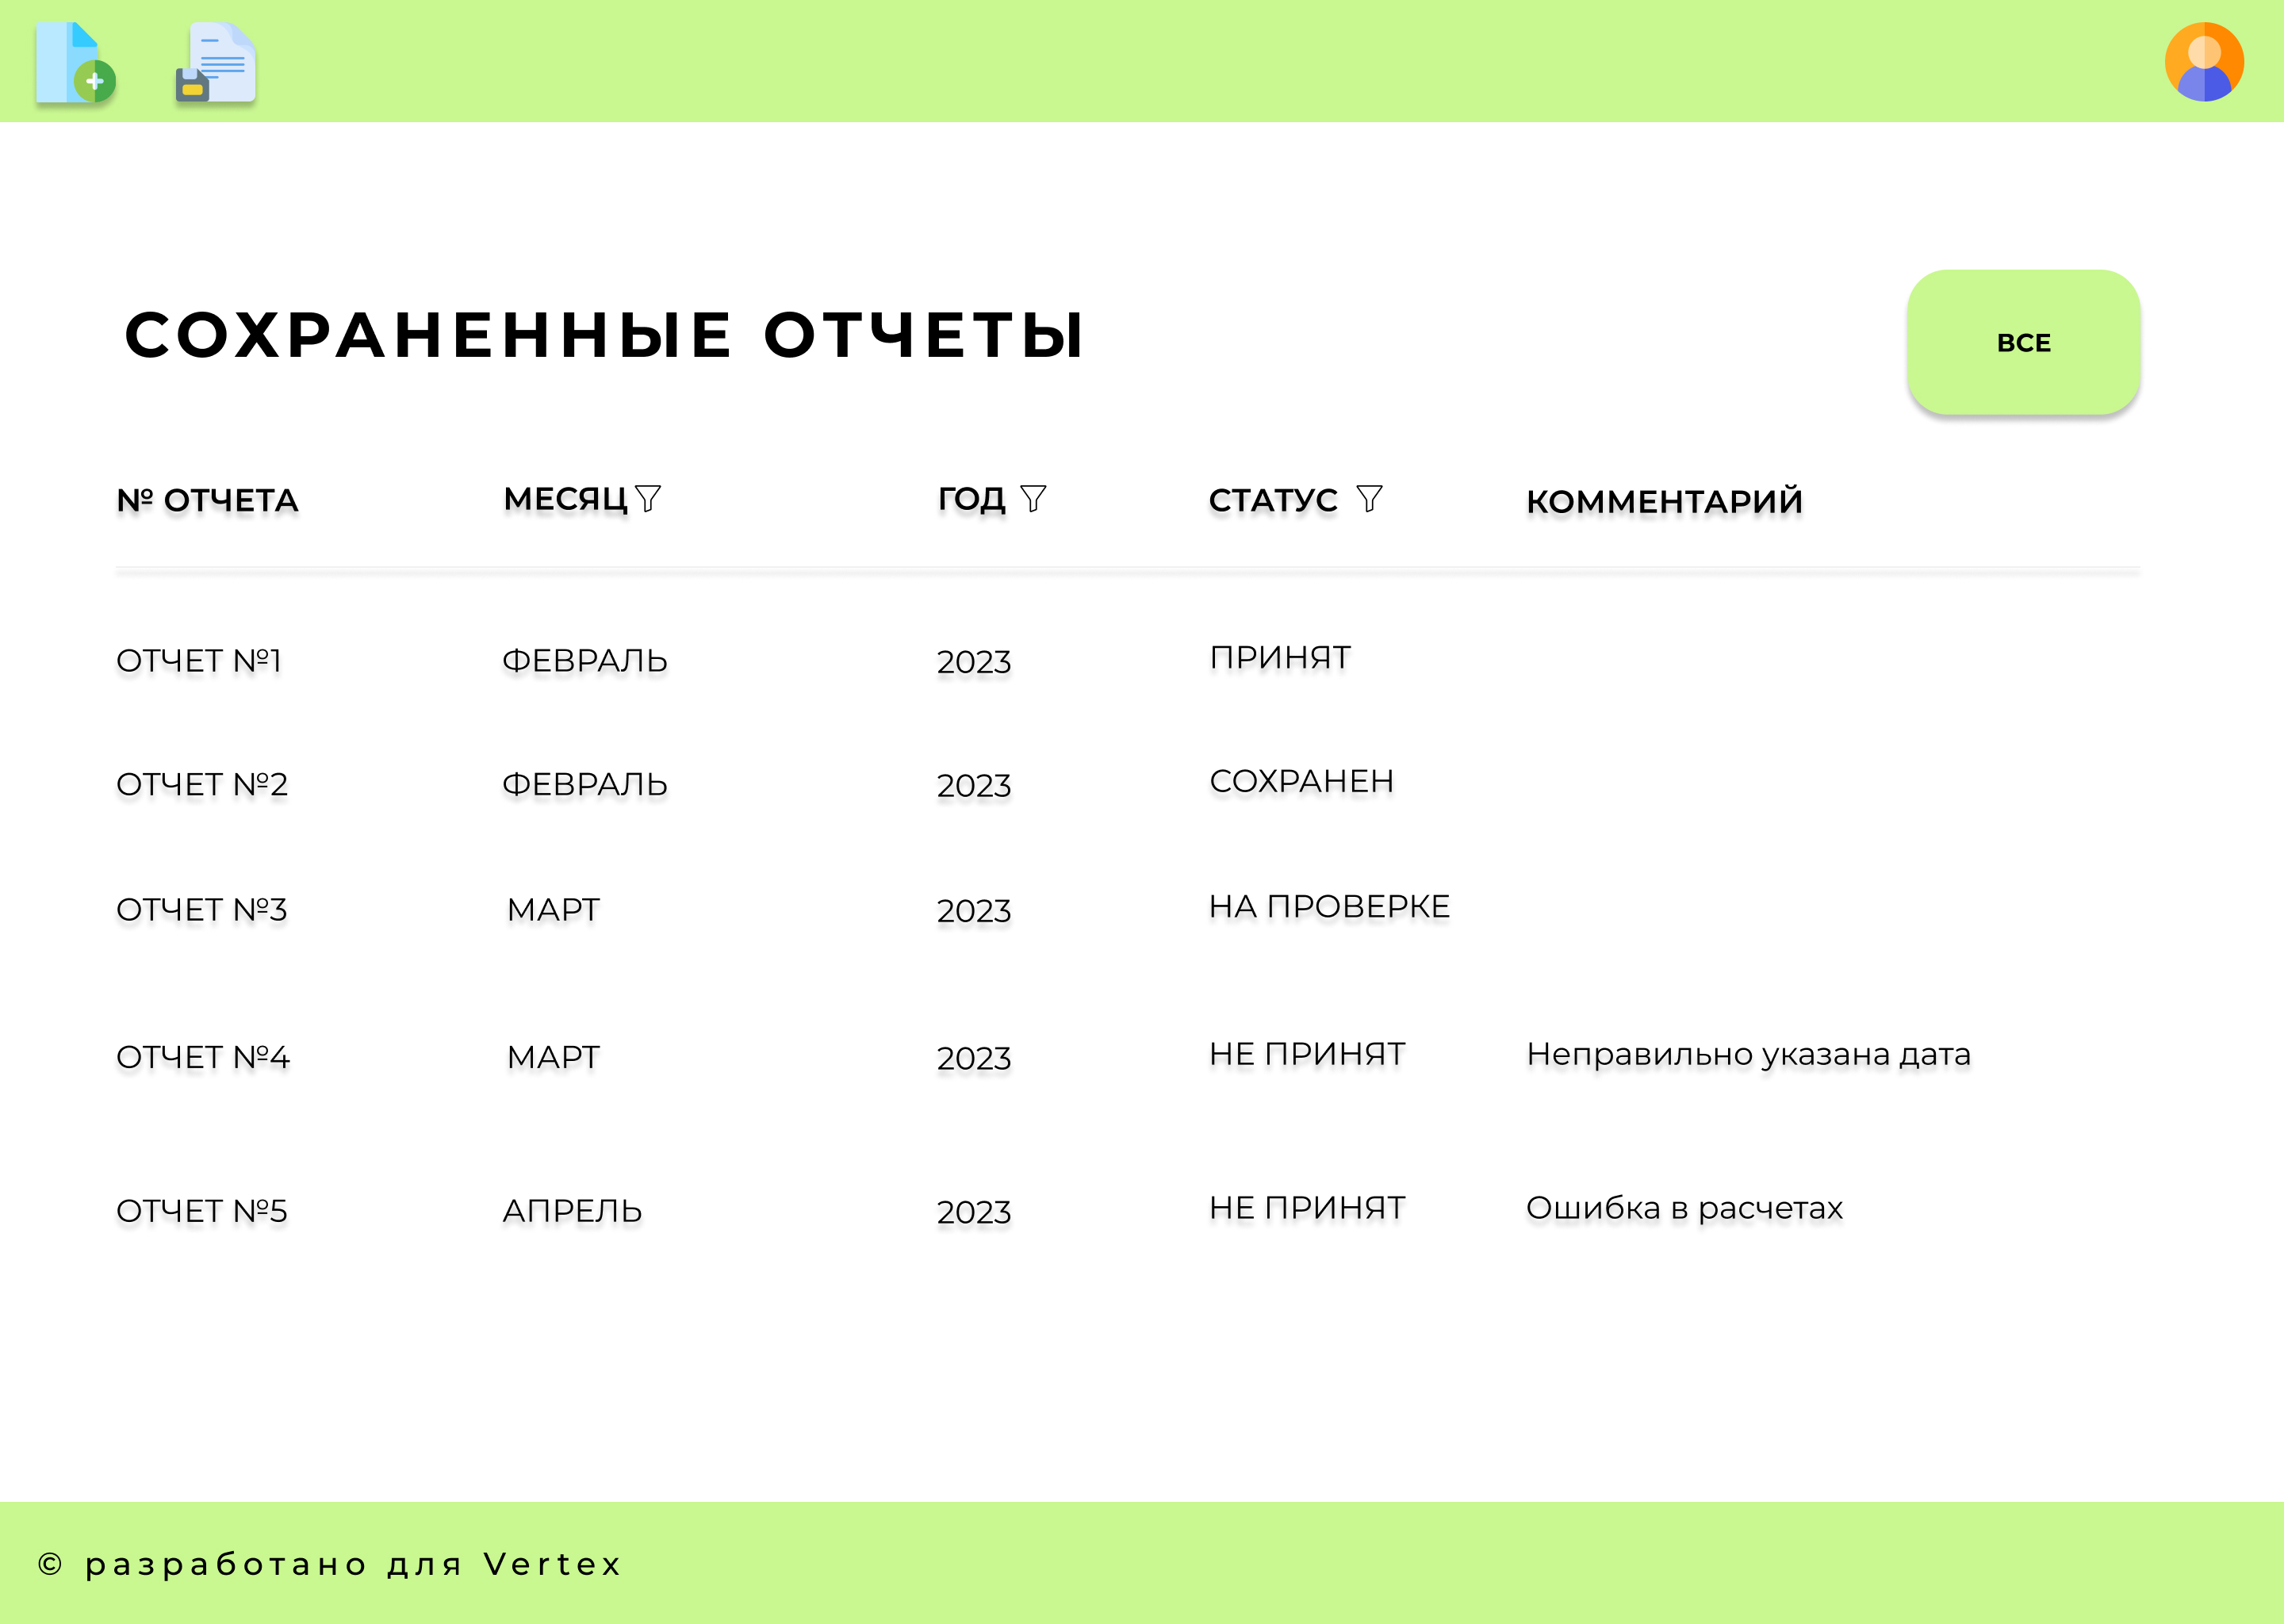 СОХРАНЕННЫЕ ОТЧЕТЫ
ВСЕ
№ ОТЧЕТА МЕСЯЦ ГОД СТАТУС КОММЕНТАРИЙ
ОТЧЕТ №1 ФЕВРАЛЬ 2023 ПРИНЯТ
ОТЧЕТ №2 ФЕВРАЛЬ 2023 СОХРАНЕН
ОТЧЕТ №3 МАРТ 2023 НА ПРОВЕРКЕ
ОТЧЕТ №4 МАРТ 2023 НЕ ПРИНЯТ Неправильно указана дата
ОТЧЕТ №5 АПРЕЛЬ 2023 НЕ ПРИНЯТ Ошибка в расчетах
© разработано для Vertex